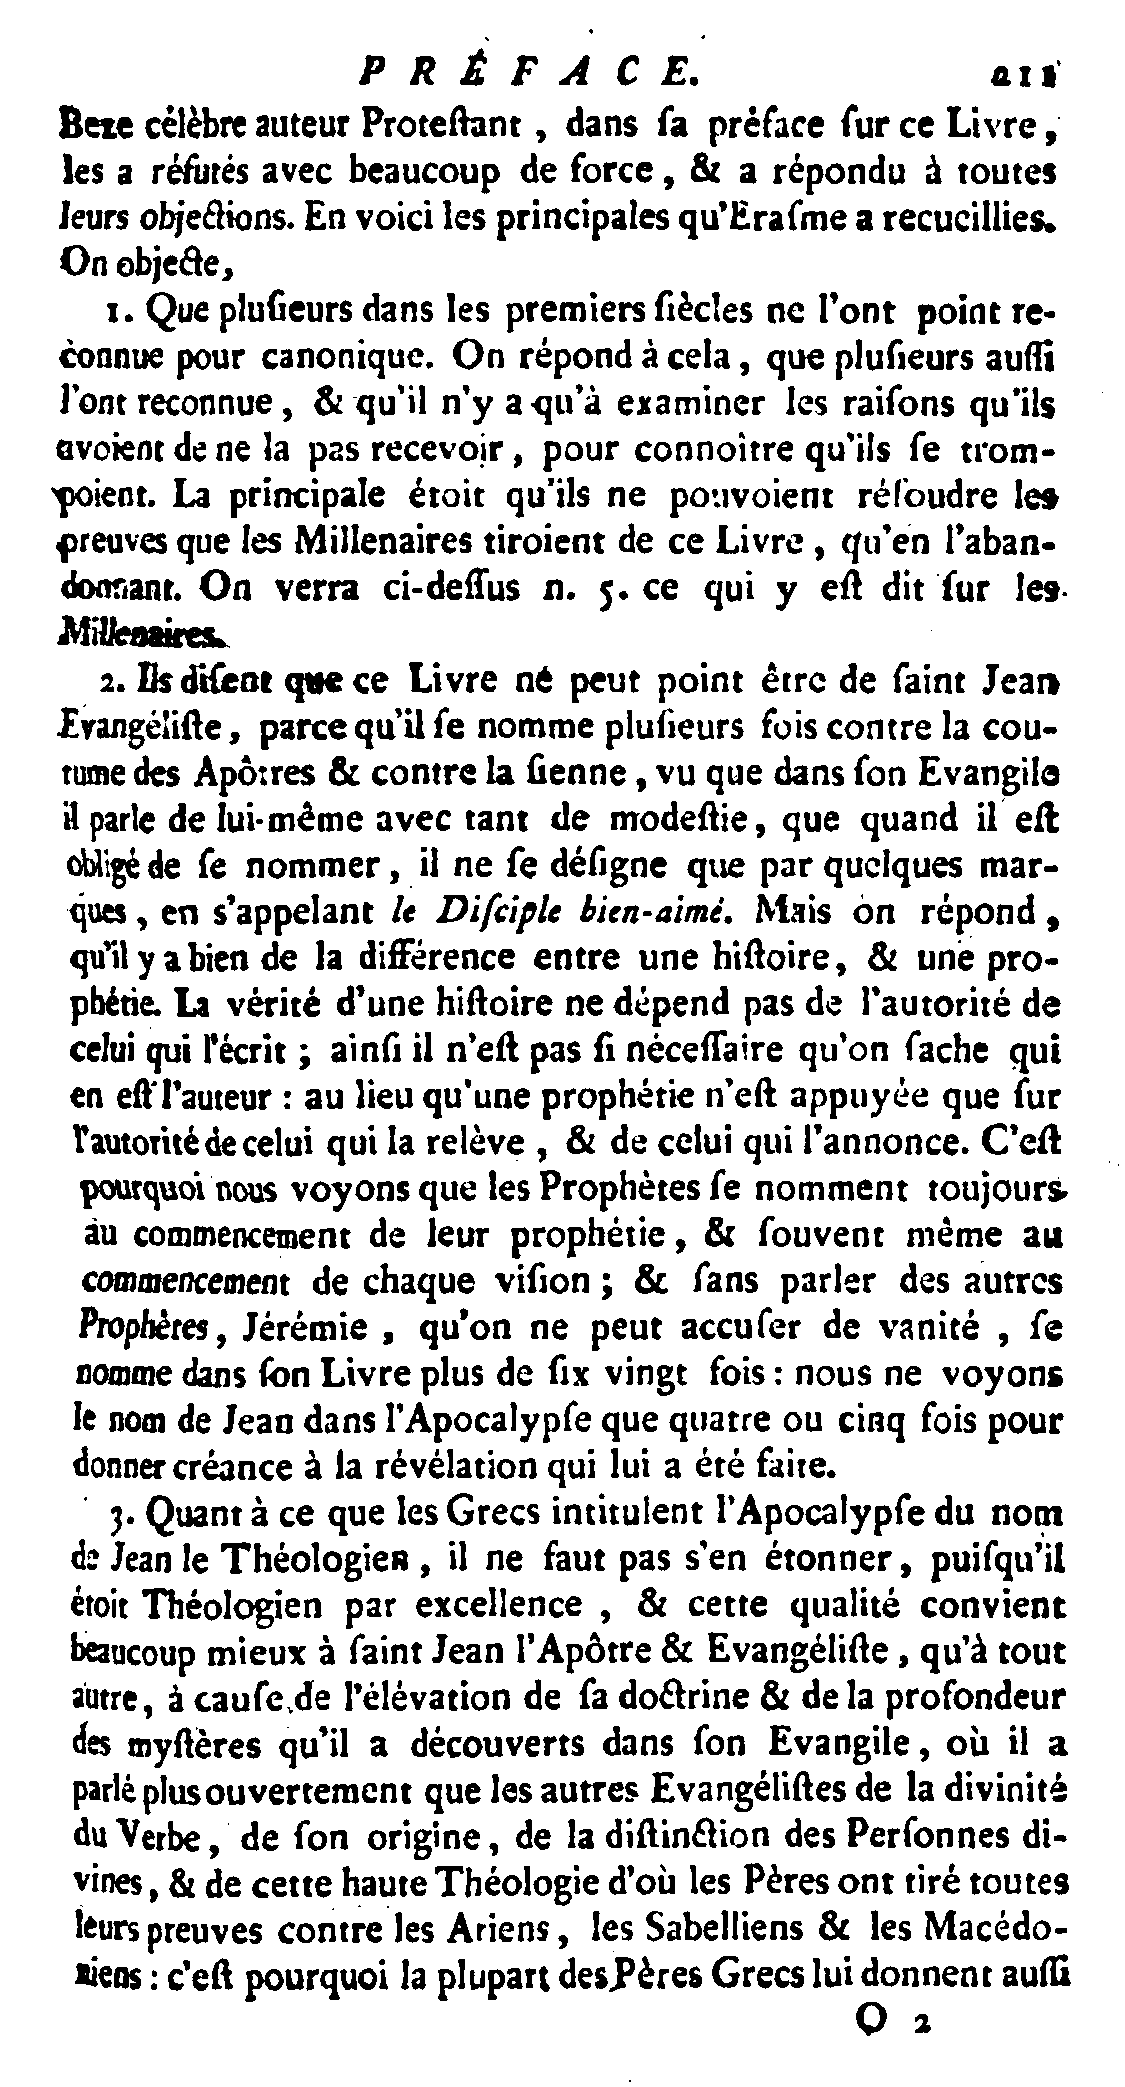 PRÉFACE. 211
Beze célèbre auteur Proteſtant, dans ſa préface ſur ce Livre,
les a réfutés avec beaucoup de force, & a répondu à toutes
leurs objections. En voici les principales qu'Eraſme a recueillies.
On objecte,
1. Que pluſieurs dans les premiers ſiècles ne l'ont point re-
connue pour canonique. On répond à cela, que pluſieurs auſſi
l'ont reconnue, & qu'il n'y a qu'à examiner les raiſons qu'ils
avoient de ne la pas recevoir, pour connoître qu'ils ſe trom-
poient. La principale étoit qu'ils ne pouvoient réſoudre les
preuves que les Millenaires tiroient de ce Livre, qu'en l'aban-
donnant. On verra ci-deſſus n. 5. ce qui y eſt dit ſur les
Millenaires.
2. Ils diſent que ce Livre ne peut point être de ſaint Jean
Evangéliſte, parce qu'il ſe nomme pluſieurs fois contre la cou-
tume des Apôtres & contre la ſienne, vu que dans ſon Evangile
il parle de lui-même avec tant de modeſtie, que quand il eſt
obligé de ſe nommer, il ne ſe déſigne que par quelques mar-
ques, en s'appelant le Diſciple bien-aimé. Mais on répond,
qu'il y a bien de la différence entre une hiſtoire, & une pro-
phétie. La vérité d'une hiſtoire ne dépend pas de l'autorité de
celui qui l'écrit; ainſi il n'eſt pas ſi néceſſaire qu'on ſache qui
en eſt l'auteur : au lieu qu'une prophétie n'eſt appuyée que ſur
l'autorité de celui qui la relève, & de celui qui l'annonce. C'eſt
pourquoi nous voyons que les Prophètes ſe nomment toujours
au commencement de leur prophétie, & ſouvent même au
commencement de chaque viſion; & ſans parler des autres
Prophètes, Jérémie, qu'on ne peut accuſer de vanité, ſe
nomme dans ſon Livre plus de ſix vingt fois : nous ne voyons
le nom de Jean dans l'Apocalypſe que quatre ou cinq fois pour
donner créance à la révélation qui lui a été faite.
3. Quant à ce que les Grecs intitulent l'Apocalypſe du nom
de Jean le Théologien, il ne faut pas s'en étonner, puiſqu'il
étoit Théologien par excellence, & cette qualité convient
beaucoup mieux à ſaint Jean l'Apôtre & Evangéliſte, qu'à tout
autre, à cauſe de l'élévation de ſa doctrine & de la profondeur
des myſtères qu'il a découverts dans ſon Evangile, où il a
parlé plus ouvertement que les autres Evangéliſtes de la divinité
du Verbe, de ſon origine, de la diſtinction des Perſonnes di-
vines, & de cette haute Théologie d'où les Pères ont tiré toutes
leurs preuves contre les Ariens, les Sabelliens & les Macédo-
niens : c'eſt pourquoi la plupart des Pères Grecs lui donnent auſſi
O 2